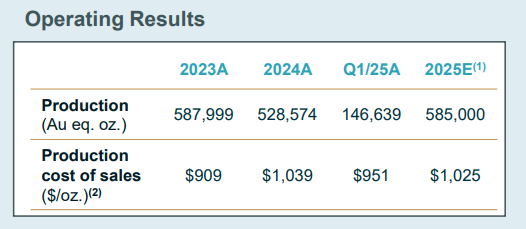 Operating Results
2023A 2024A Q1/25A 2025E(1)
Production
(Au eq. oz.) 587,999 528,574 146,639 585,000
Production
cost of sales $909 $1,039 $951 $1,025
($/oz.)(2)